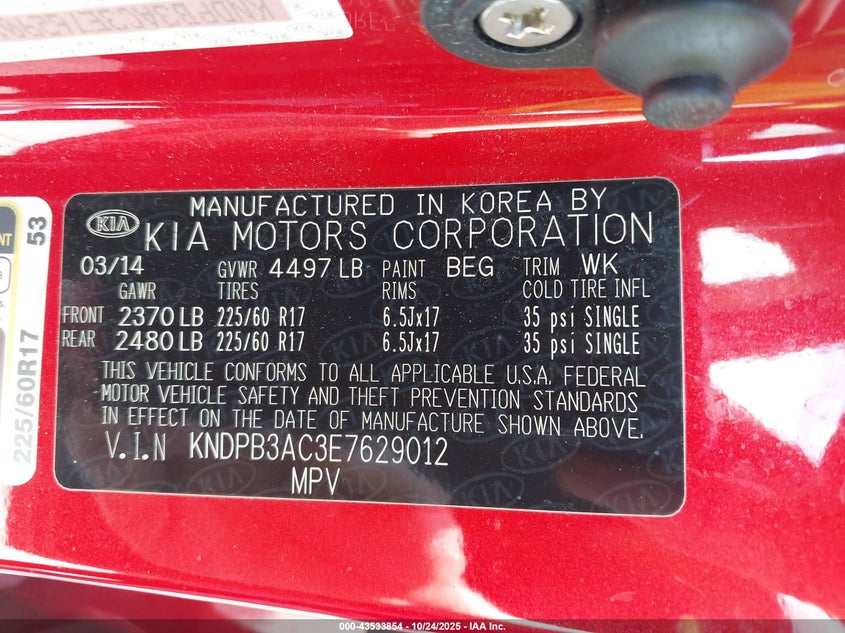 MANUFACTURED IN KOREA BY
KIA KIA MOTORS CORPORATION
03/14 GVWR 4497 LB PAINT BEG TRIM WK
GAWR TIRES RIMS COLD TIRE INFL
FRONT 2370 LB 225/60 R17 6.5Jx17 35 psi SINGLE
REAR 2480 LB 225/60 R17 6.5Jx17 35 psi SINGLE
THIS VEHICLE CONFORMS TO ALL APPLICABLE U.S.A. FEDERAL
MOTOR VEHICLE SAFETY AND THEFT PREVENTION STANDARDS
IN EFFECT ON THE DATE OF MANUFACTURE SHOWN ABOVE.
V.I.N KNDPB3AC3E7629012
MPV
53
225/60R17
000-43533854 - 10/24/2025 - IAA Inc.